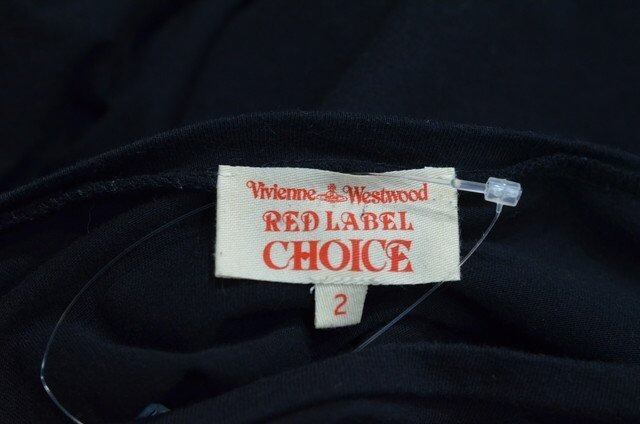 Vivienne Westwood
RED LABEL
CHOICE
2